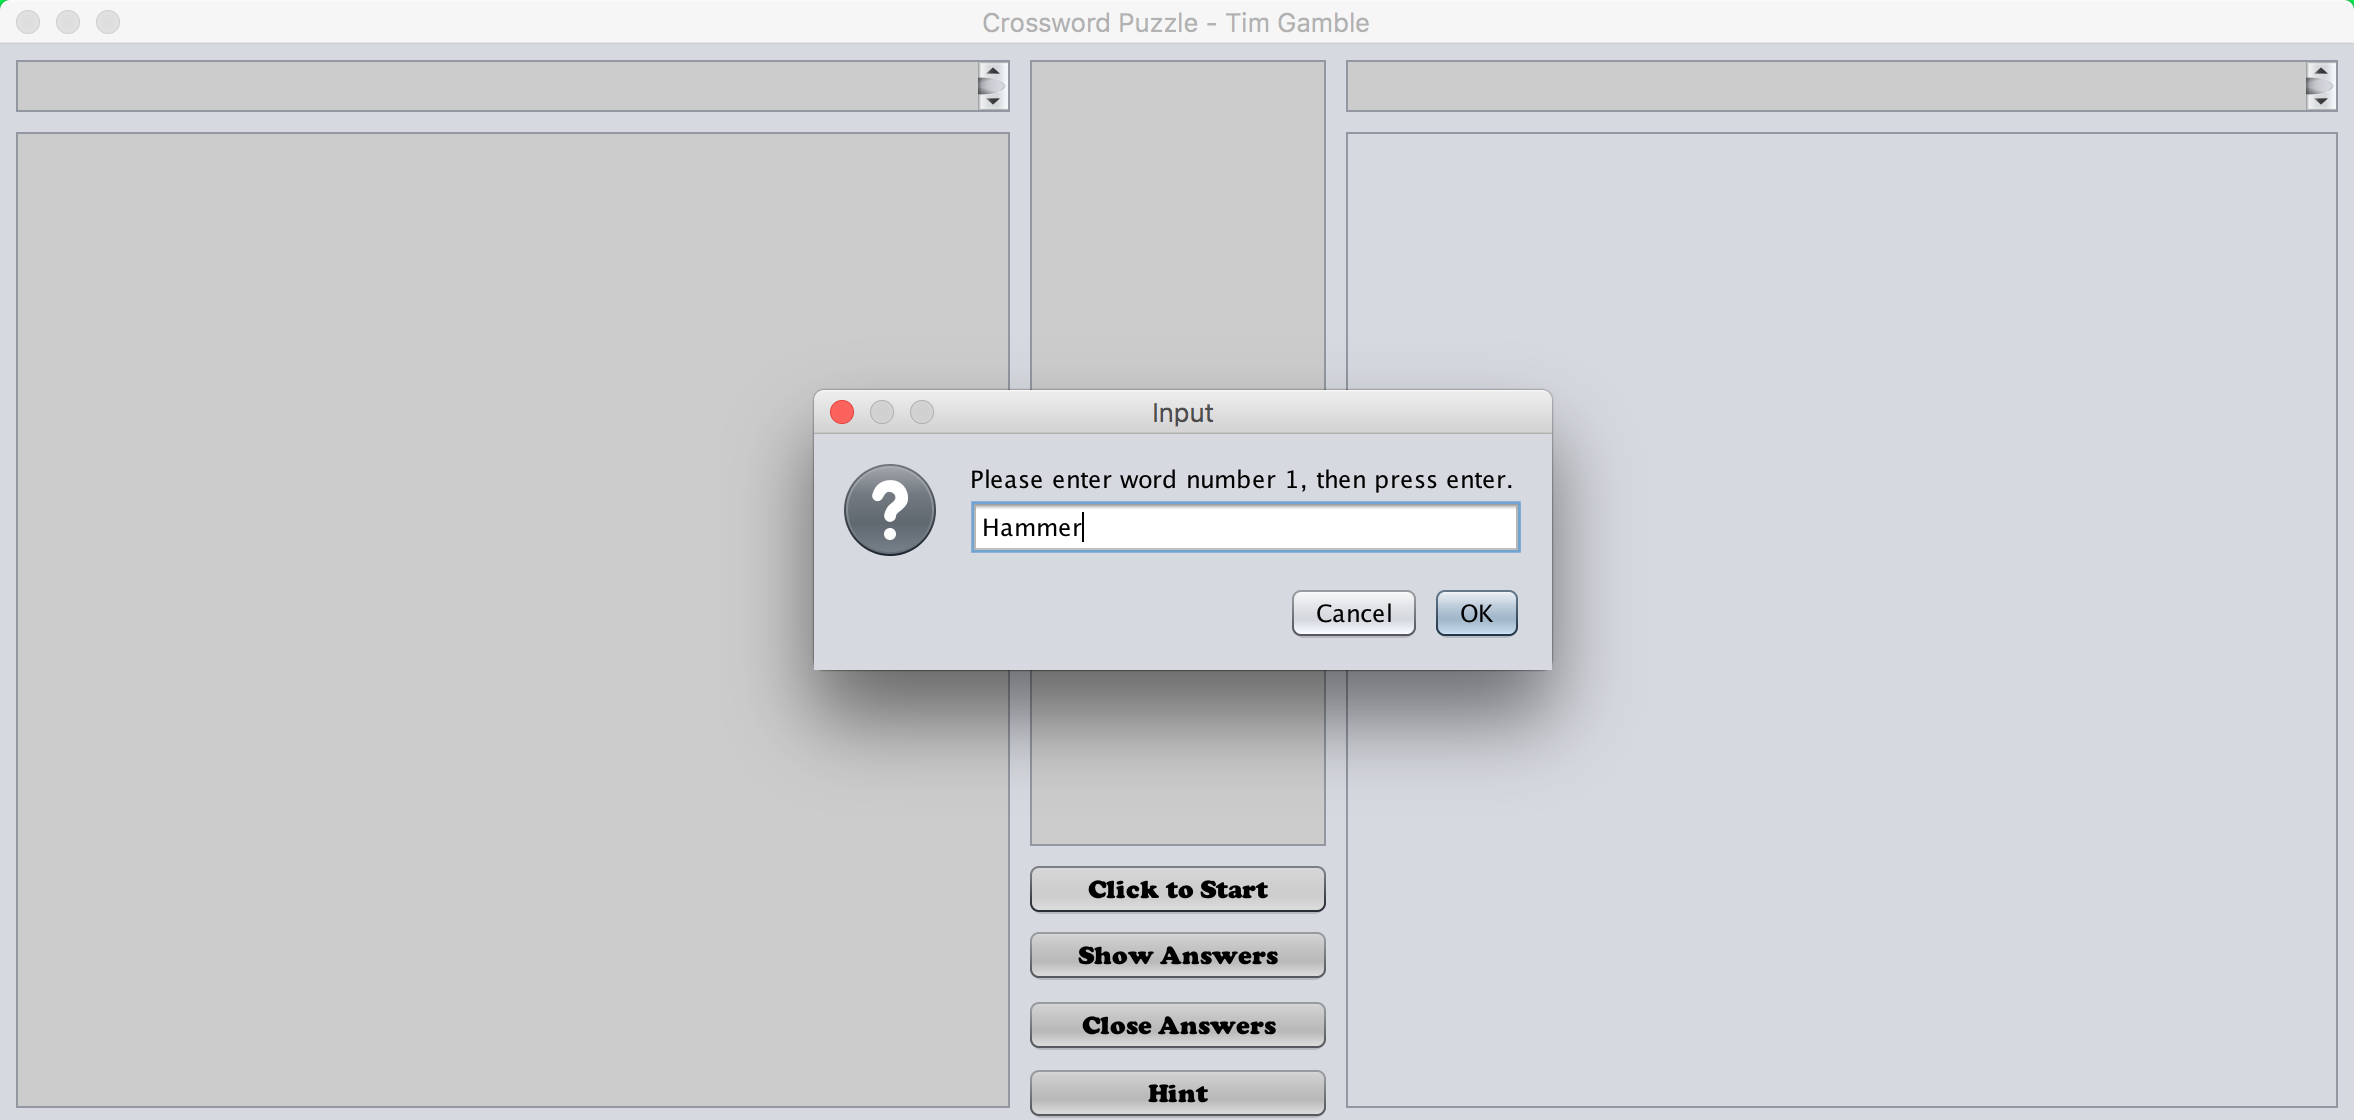 Crossword Puzzle - Tim Gamble
Input
Please enter word number 1, then press enter.
Hammer
Cancel
OK
Click to Start
Show Answers
Close Answers
Hint